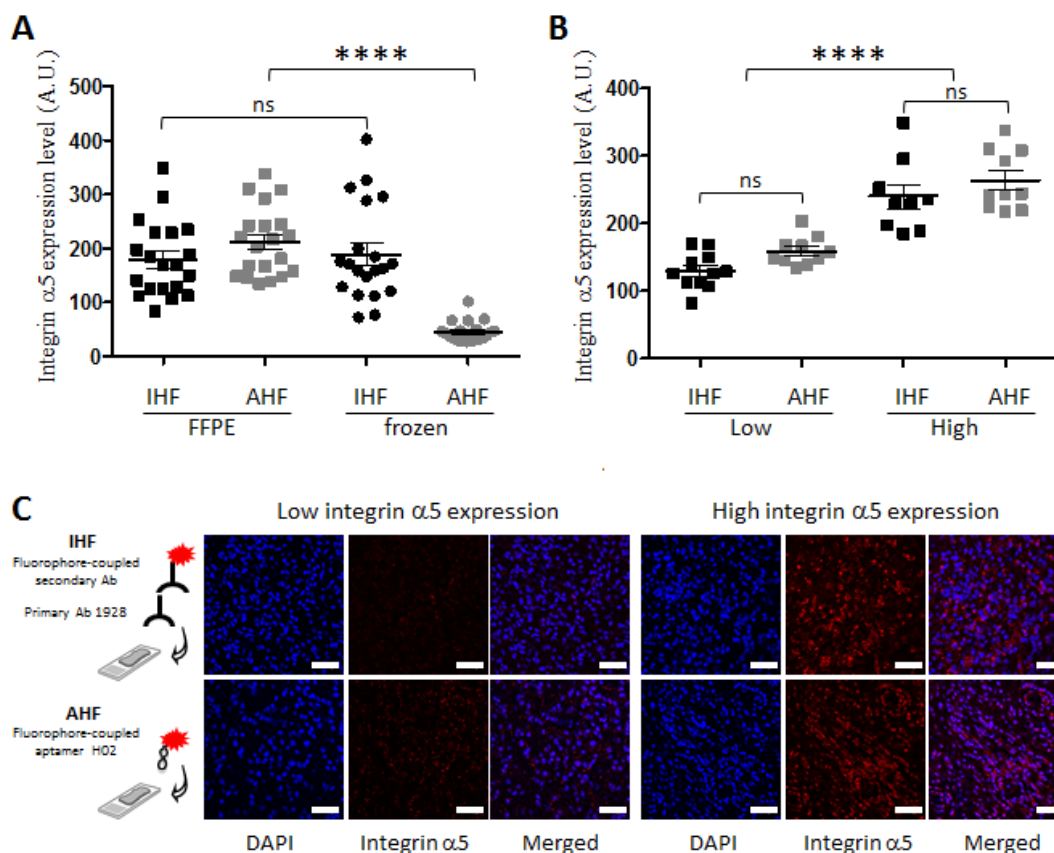 A
Integrin α5 expression level (A.U.)
****
ns
500
400
300
200
100
0
IHF
AHF
IHF
AHF
FFPE
frozen
B
Integrin α5 expression level (A.U.)
****
ns
ns
400
300
200
100
0
IHF
AHF
IHF
AHF
Low
High
C
Low integrin α5 expression
High integrin α5 expression
IHF
Fluorophore-coupled
secondary Ab
Primary Ab 1928
AHF
Fluorophore-coupled
aptamer H02
DAPI
Integrin α5
Merged
DAPI
Integrin α5
Merged